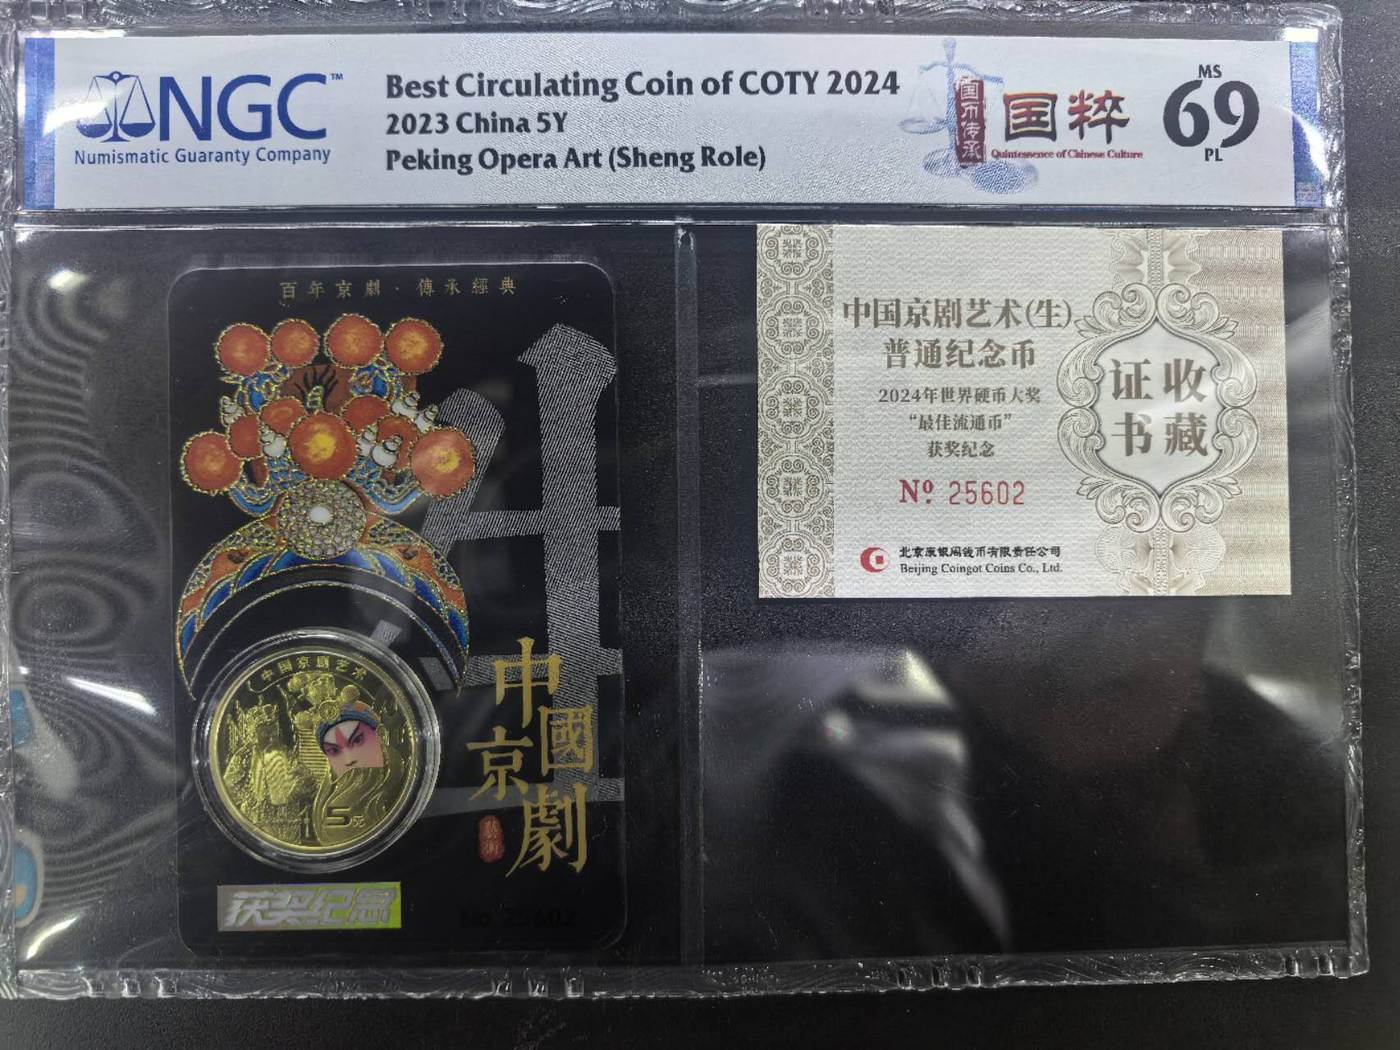 NGC™
Numismatic Guaranty Company
Best Circulating Coin of COTY 2024
2023 China 5Y
Peking Opera Art (Sheng Role)
国币传承
国粹
Quintessence of Chinese Culture
MS
69
PL
百年京劇·傳承經典
中国京剧艺术
5元
中國
京劇
藝術
获奖纪念
No. 25602
中国京剧艺术(生)
普通纪念币
2024年世界硬币大奖
“最佳流通币”
获奖纪念
Nº 25602
收藏
证书
北京康银阁钱币有限责任公司
Beijing Coingot Coins Co., Ltd.